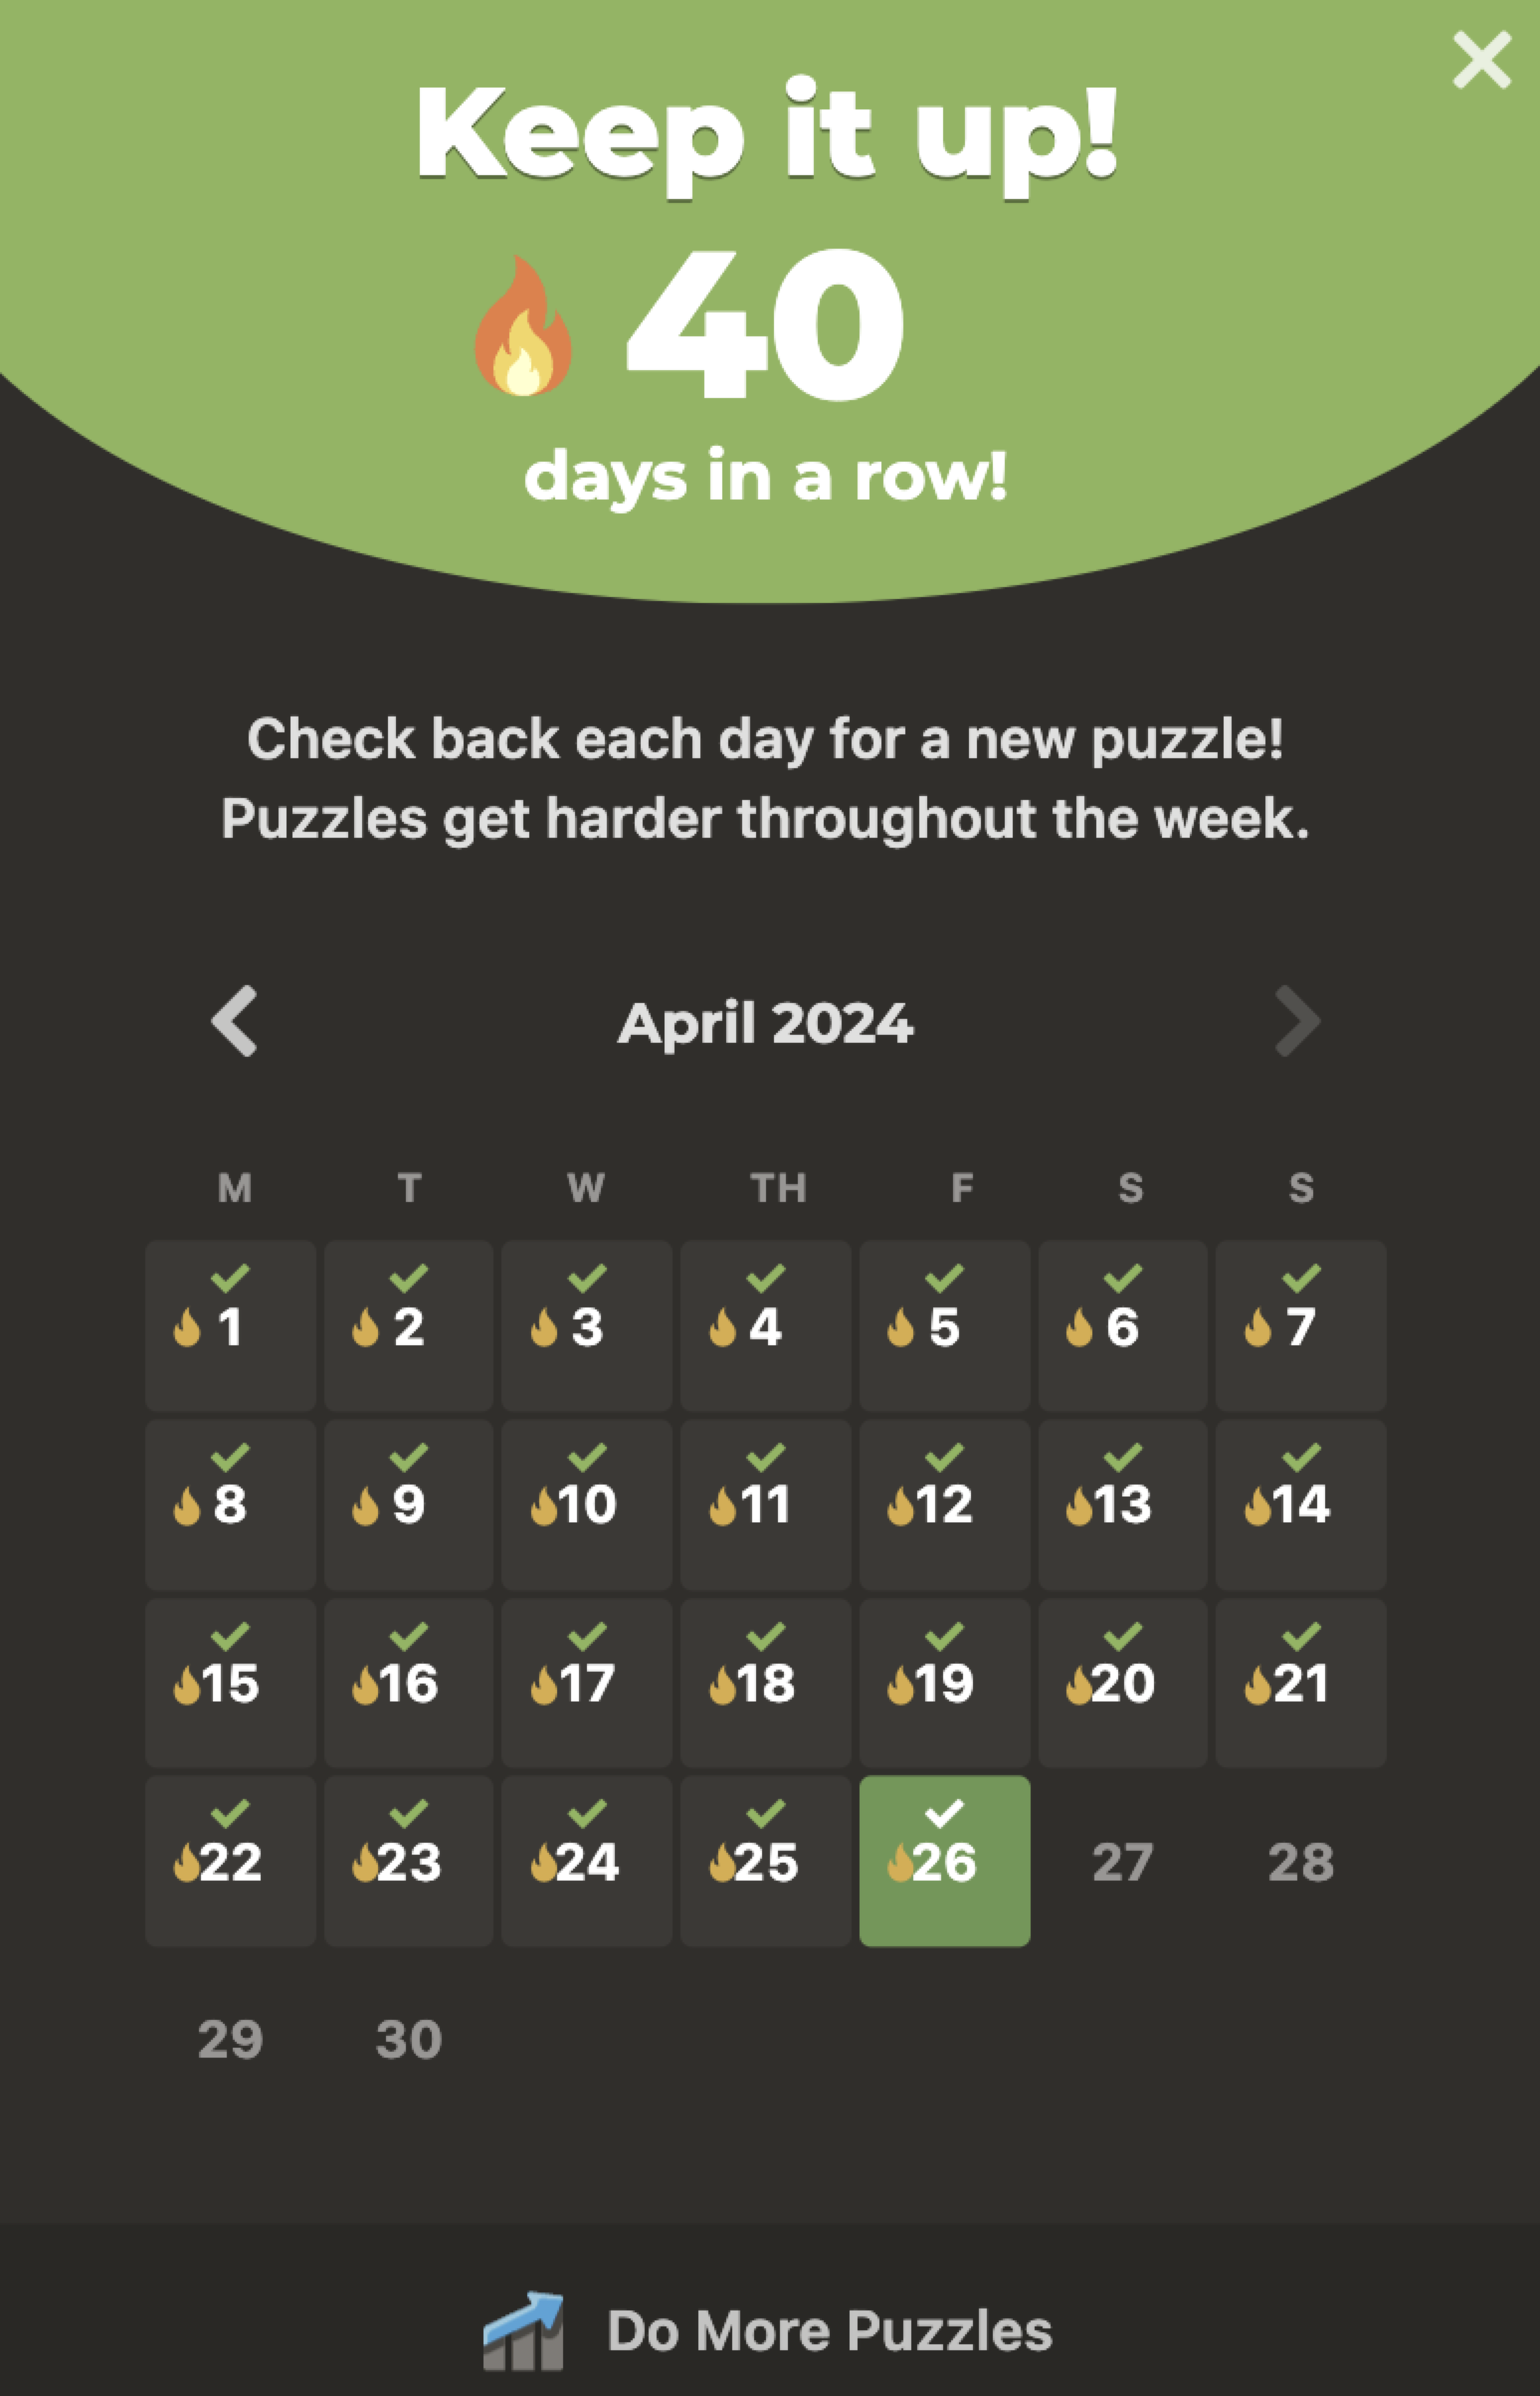 Keep it up!
40
days in a row!
Check back each day for a new puzzle!
Puzzles get harder throughout the week.
April 2024
M T W TH F S S
1 2 3 4 5 6 7
8 9 10 11 12 13 14
15 16 17 18 19 20 21
22 23 24 25 26 27 28
29 30
Do More Puzzles